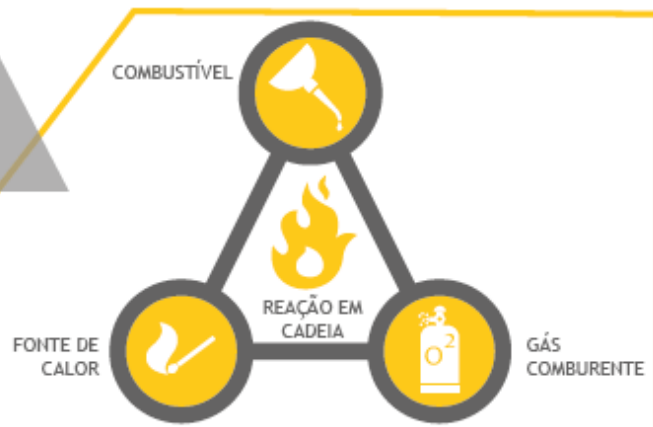 COMBUSTÍVEL
REAÇÃO EM
CADEIA
FONTE DE
CALOR
O²
GÁS
COMBURENTE